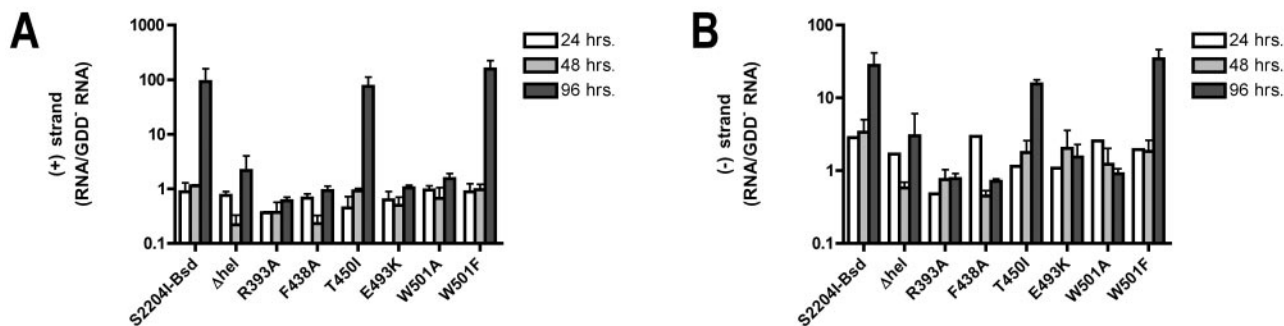 A
(+) strand
(RNA/GDD⁻ RNA)
1000
100
10
1
0.1
S2204I-Bsd
Δhel
R393A
F438A
T450I
E493K
W501A
W501F
24 hrs.
48 hrs.
96 hrs.
B
(-) strand
(RNA/GDD⁻ RNA)
100
10
1
0.1
S2204I-Bsd
Δhel
R393A
F438A
T450I
E493K
W501A
W501F
24 hrs.
48 hrs.
96 hrs.